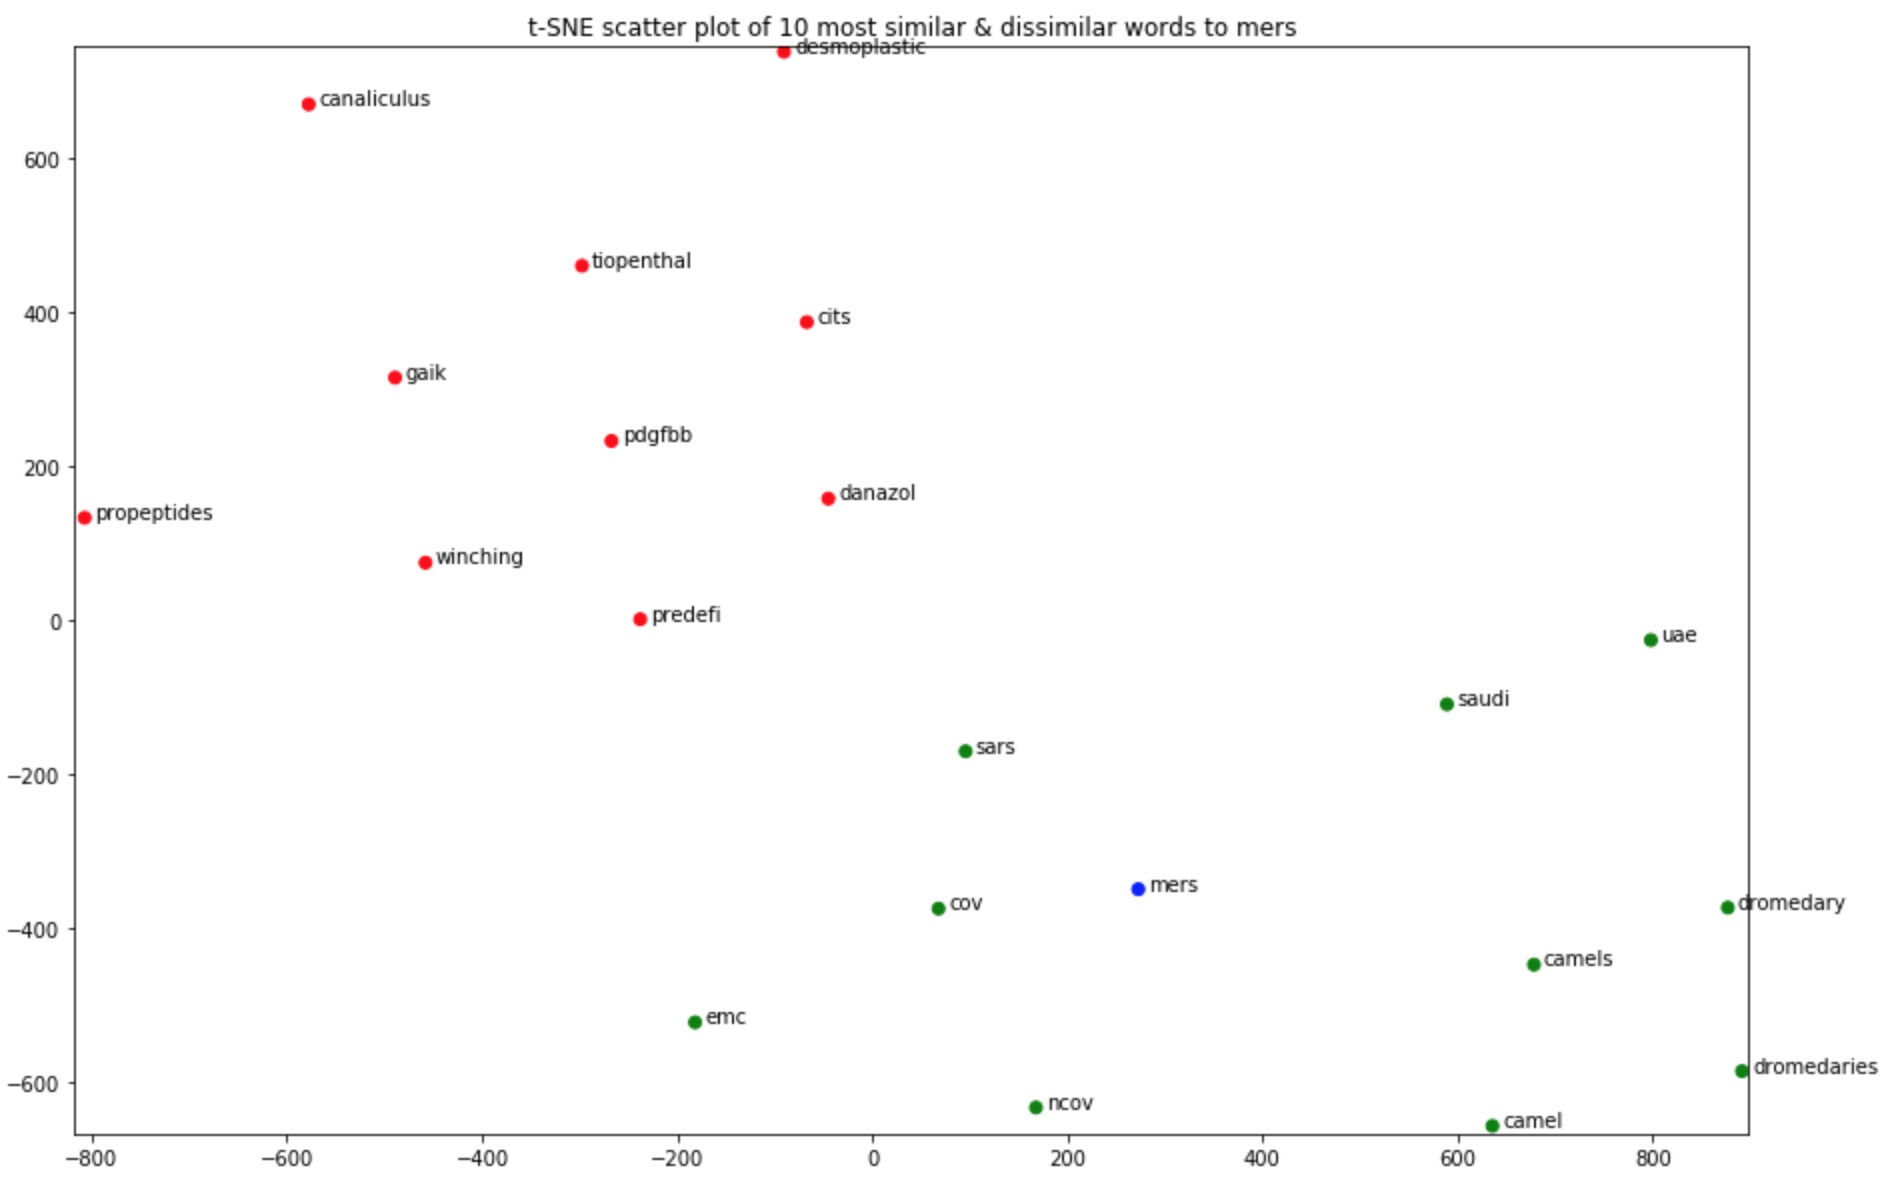 t-SNE scatter plot of 10 most similar & dissimilar words to mers
desmoplastic
canaliculus
600
tiopenthal
400
cits
gaik
pdgfbb
200
danazol
propeptides
winching
0
predefi
uae
saudi
sars
−200
mers
cov
dromedary
−400
camels
emc
dromedaries
−600
ncov
camel
−800 −600 −400 −200 0 200 400 600 800